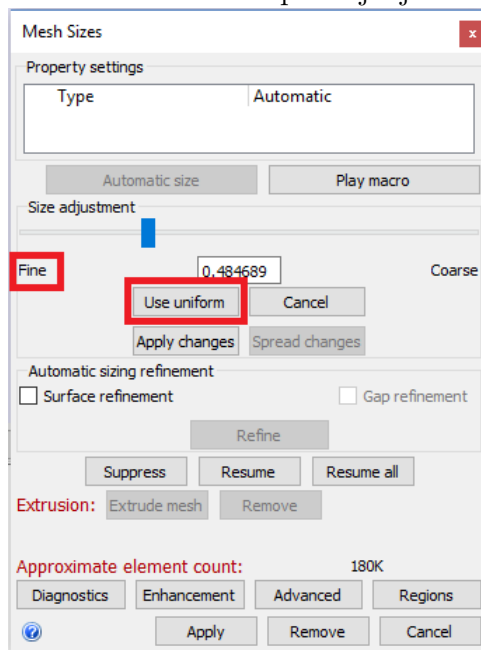 Mesh Sizes x
Property settings
Type Automatic
Automatic size Play macro
Size adjustment
Fine 0,484689 Coarse
Use uniform Cancel
Apply changes Spread changes
Automatic sizing refinement
Surface refinement Gap refinement
Refine
Suppress Resume Resume all
Extrusion: Extrude mesh Remove
Approximate element count: 180K
Diagnostics Enhancement Advanced Regions
? Apply Remove Cancel